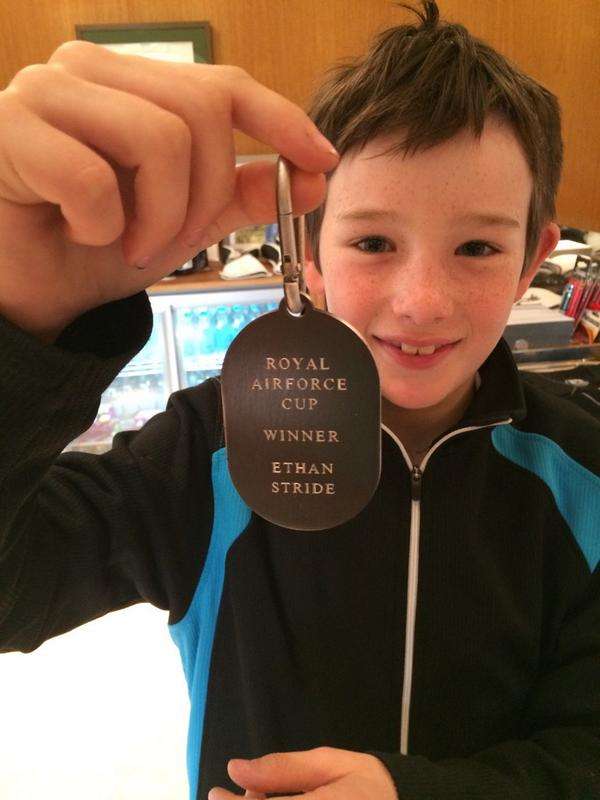 ROYAL
AIRFORCE
CUP
WINNER
ETHAN
STRIDE